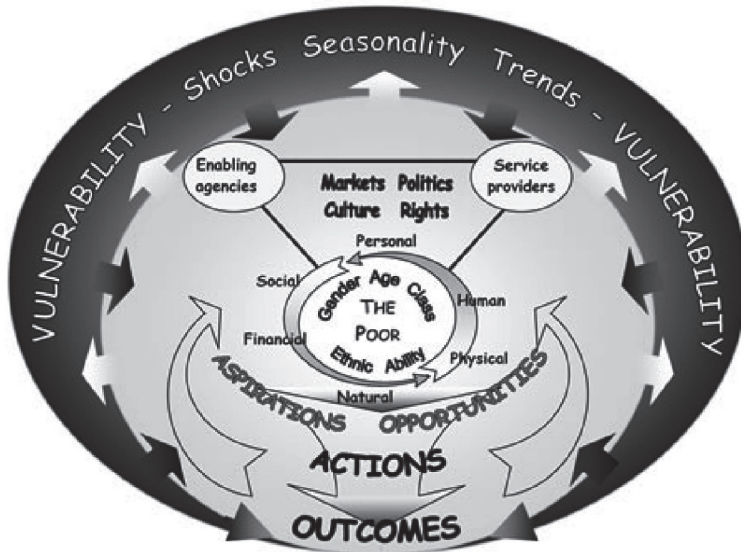 VULNERABILITY - Shocks Seasonality Trends - VULNERABILITY
Enabling
agencies
Service
providers
Markets Politics
Culture Rights
Personal
Social
Human
Financial
Physical
Natural
Gender Age Class
THE
POOR
Ethnic Ability
ASPIRATIONS OPPORTUNITIES
ACTIONS
OUTCOMES